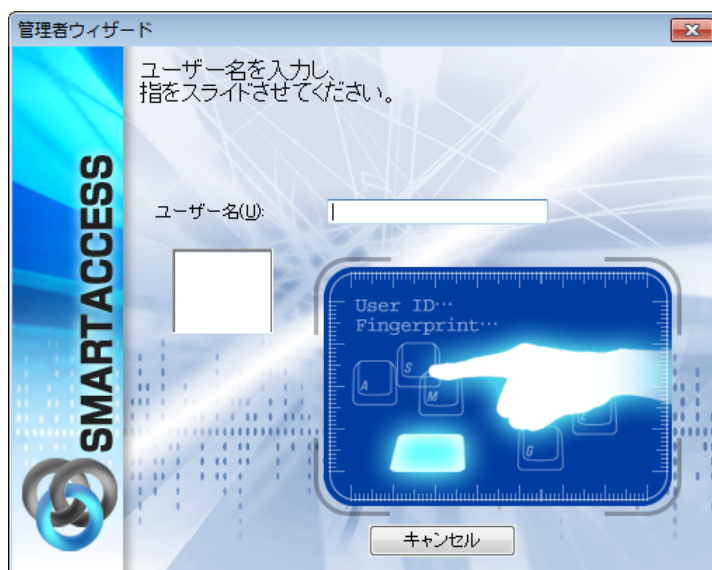 管理者ウィザード
ユーザー名を入力し、
指をスライドさせてください。
SMARTACCESS
ユーザー名(U):
User ID…
Fingerprint…
S
A
M
E
G
キャンセル